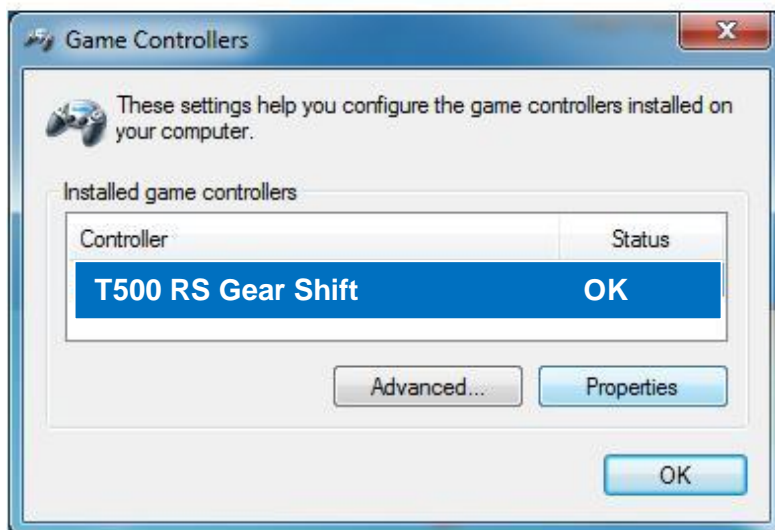 Game Controllers
These settings help you configure the game controllers installed on
your computer.
Installed game controllers
Controller Status
T500 RS Gear Shift OK
Advanced... Properties
OK